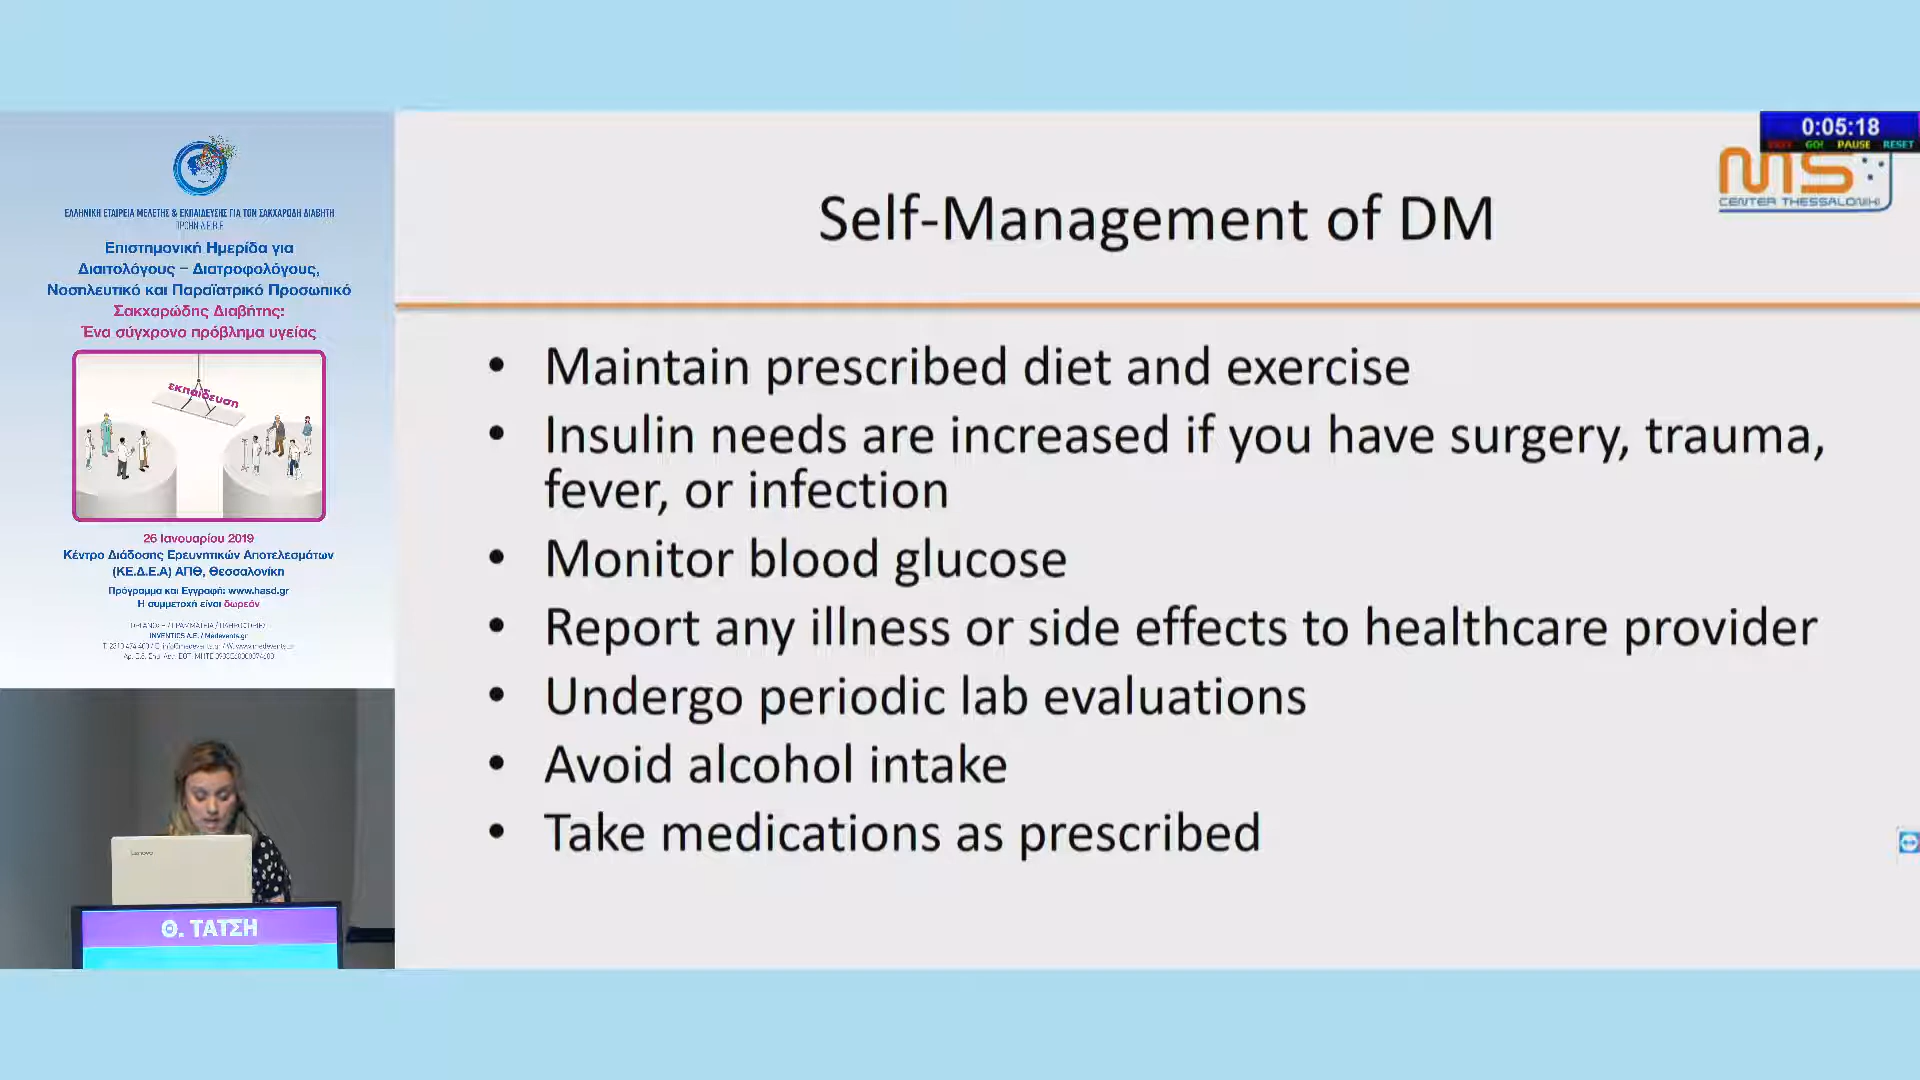 ΕΛΛΗΝΙΚΗ ΕΤΑΙΡΕΙΑ ΜΕΛΕΤΗΣ & ΕΚΠΑΙΔΕΥΣΗΣ ΓΙΑ ΤΟΝ ΣΑΚΧΑΡΩΔΗ ΔΙΑΒΗΤΗ
Επιστημονική Ημερίδα για
Διαιτολόγους – Διατροφολόγους,
Νοσηλευτικό και Παραϊατρικό Προσωπικό
Σακχαρώδης Διαβήτης:
Ένα σύγχρονο πρόβλημα υγείας
εκπαίδευση
26 Ιανουαρίου 2019
Κέντρο Διάδοσης Ερευνητικών Αποτελεσμάτων
(ΚΕ.Δ.Ε.Α) ΑΠΘ, Θεσσαλονίκη
Πρόγραμμα και Εγγραφή: www.hasd.gr
Η συμμετοχή είναι δωρεάν
INVENTICS A.E. / Medevents.gr
Lenovo
Θ. ΤΑΤΣΗ
0:05:18
GO! PAUSE RESET
MS
CENTER THESSALONIKI
Self-Management of DM
• Maintain prescribed diet and exercise
• Insulin needs are increased if you have surgery, trauma,
fever, or infection
• Monitor blood glucose
• Report any illness or side effects to healthcare provider
• Undergo periodic lab evaluations
• Avoid alcohol intake
• Take medications as prescribed